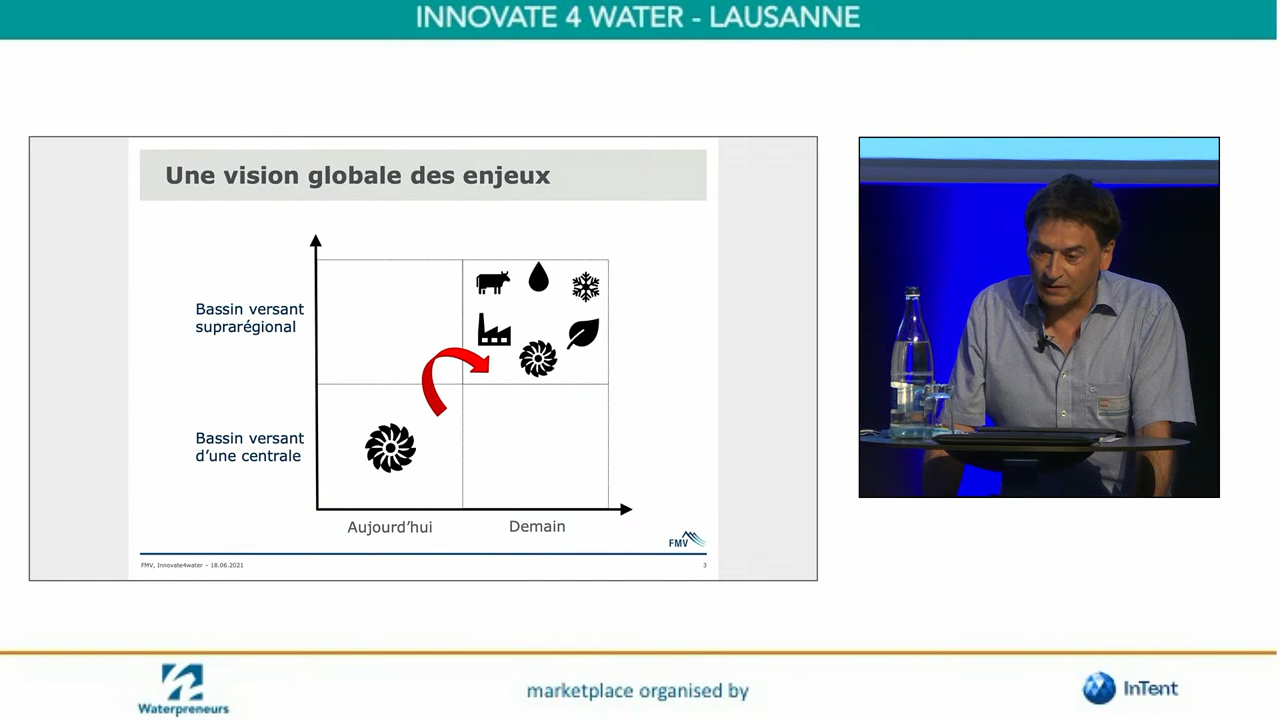 INNOVATE 4 WATER - LAUSANNE
Une vision globale des enjeux
Bassin versant
suprarégional
Bassin versant
d'une centrale
Aujourd'hui
Demain
FMV
FMV, Innovate4water – 18.06.2021
3
Waterpreneurs
marketplace organised by
InTent